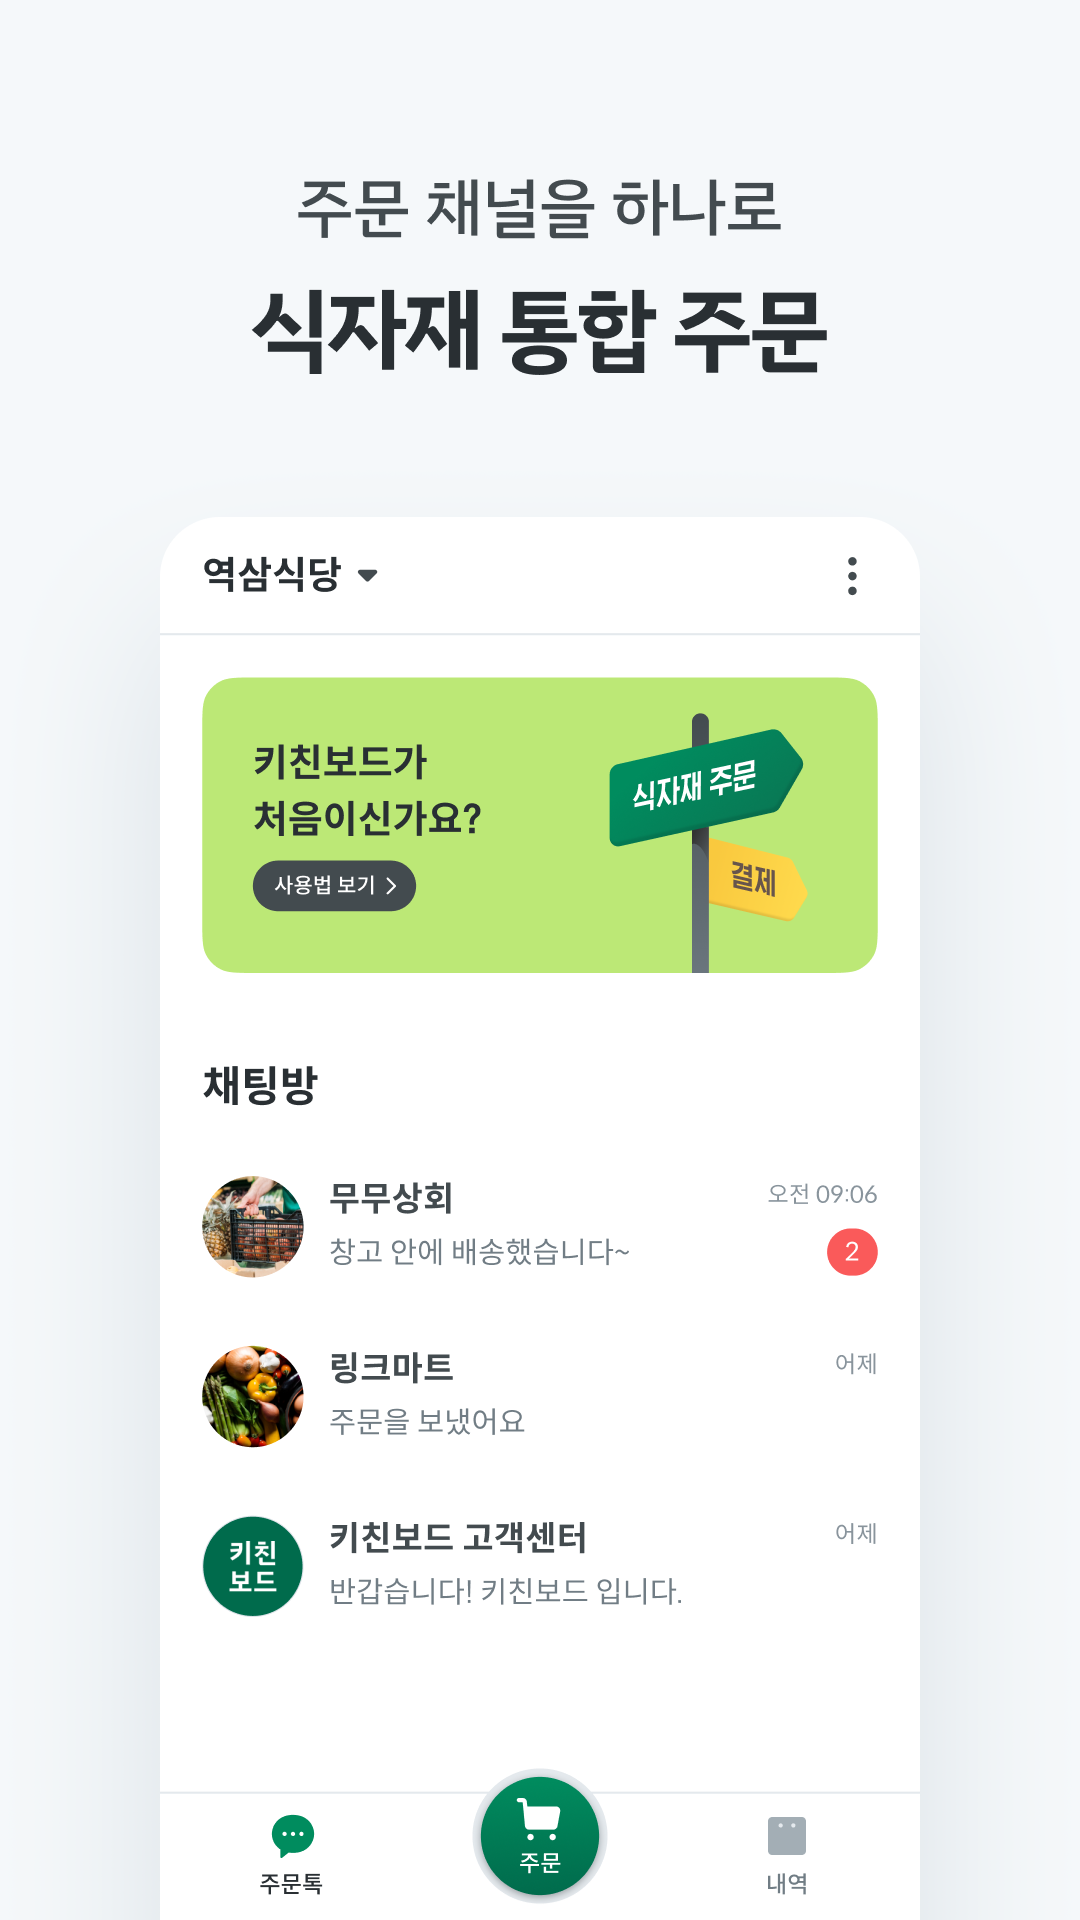 주문 채널을 하나로
식자재 통합 주문
역삼식당
키친보드가
처음이신가요?
사용법 보기
식자재 주문
결제
채팅방
무무상회
오전 09:06
창고 안에 배송했습니다~
2
링크마트
어제
주문을 보냈어요
키친
보드
키친보드 고객센터
어제
반갑습니다! 키친보드 입니다.
주문톡
주문
내역